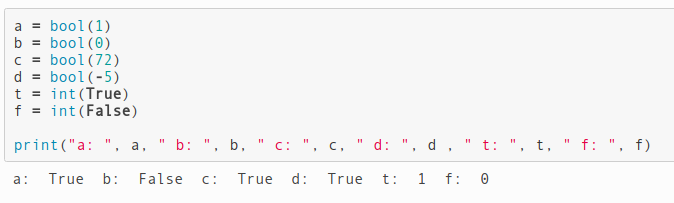 a = bool(1)
b = bool(0)
c = bool(72)
d = bool(-5)
t = int(True)
f = int(False)
print("a: ", a, " b: ", b, " c: ", c, " d: ", d , " t: ", t, " f: ", f)
a:  True  b:  False  c:  True  d:  True  t:  1  f:  0